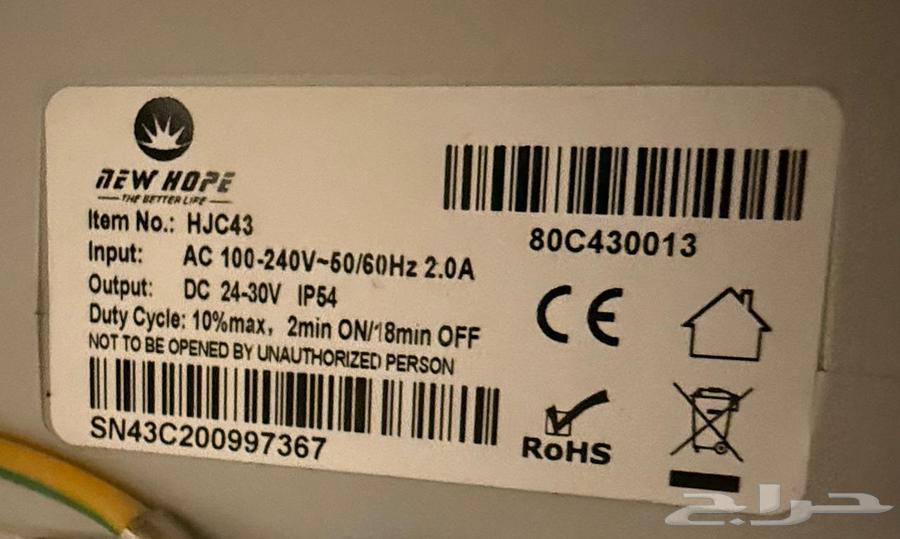 NEW HOPE
THE BETTER LIFE
Item No.: HJC43
Input: AC 100-240V~50/60Hz 2.0A
Output: DC 24-30V IP54
Duty Cycle: 10%max, 2min ON/18min OFF
NOT TO BE OPENED BY UNAUTHORIZED PERSON
SN43C200997367
80C430013
CE
RoHS
حراج